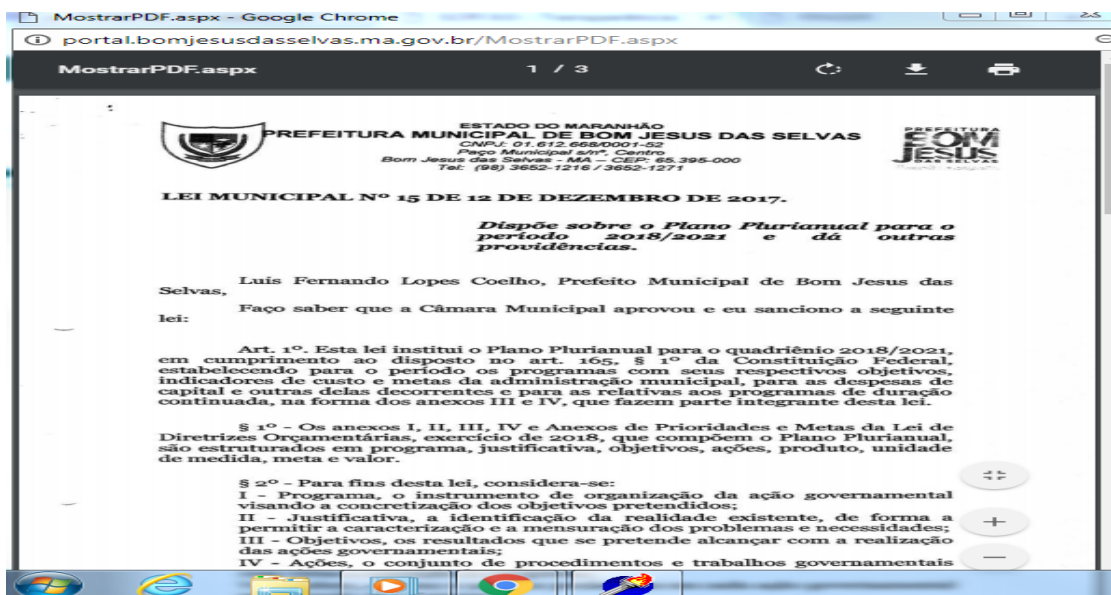 MostrarPDF.aspx - Google Chrome
portal.bomjesusdasselvas.ma.gov.br/MostrarPDF.aspx
MostrarPDF.aspx 1 / 3
ESTADO DO MARANHÃO
PREFEITURA MUNICIPAL DE BOM JESUS DAS SELVAS
CNPJ: 01.612.668/0001-52
Paço Municipal s/nº, Centro
Bom Jesus das Selvas - MA – CEP: 65.395-000
Tel: (98) 3652-1216 / 3652-1271
PREFEITURA
BOM
JESUS
DAS SELVAS
LEI MUNICIPAL Nº 15 DE 12 DE DEZEMBRO DE 2017.
Dispõe sobre o Plano Plurianual para o
período 2018/2021 e dá outras
providências.
Luis Fernando Lopes Coelho, Prefeito Municipal de Bom Jesus das
Selvas,
Faço saber que a Câmara Municipal aprovou e eu sanciono a seguinte
lei:
Art. 1º. Esta lei institui o Plano Plurianual para o quadriênio 2018/2021,
em cumprimento ao disposto no art. 165, § 1º da Constituição Federal,
estabelecendo para o período os programas com seus respectivos objetivos,
indicadores de custo e metas da administração municipal, para as despesas de
capital e outras delas decorrentes e para as relativas aos programas de duração
continuada, na forma dos anexos III e IV, que fazem parte integrante desta lei.
§ 1º - Os anexos I, II, III, IV e Anexos de Prioridades e Metas da Lei de
Diretrizes Orçamentárias, exercício de 2018, que compõem o Plano Plurianual,
são estruturados em programa, justificativa, objetivos, ações, produto, unidade
de medida, meta e valor.
§ 2º - Para fins desta lei, considera-se:
I - Programa, o instrumento de organização da ação governamental
visando a concretização dos objetivos pretendidos;
II - Justificativa, a identificação da realidade existente, de forma a
permitir a caracterização e a mensuração dos problemas e necessidades;
III - Objetivos, os resultados que se pretende alcançar com a realização
das ações governamentais;
IV - Ações, o conjunto de procedimentos e trabalhos governamentais